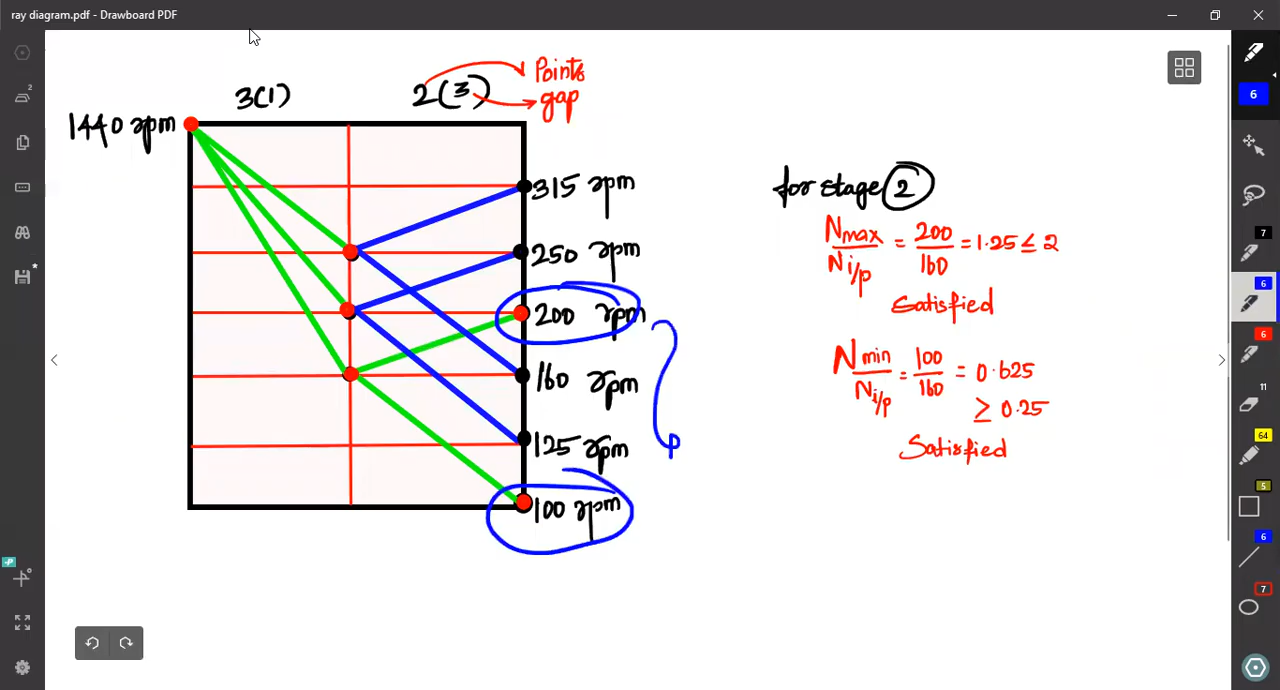 ray diagram.pdf - Drawboard PDF
3(1)
2(3)
Points
gap
1440 rpm
315 rpm
250 rpm
200 rpm
160 rpm
125 rpm
100 rpm
for stage 2
Nmax/Ni/p = 200/160 = 1.25 ≤ 2
Satisfied
Nmin/Ni/p = 100/160 = 0.625
≥ 0.25
Satisfied
6
7
6
6
11
64
5
6
7
2
-P